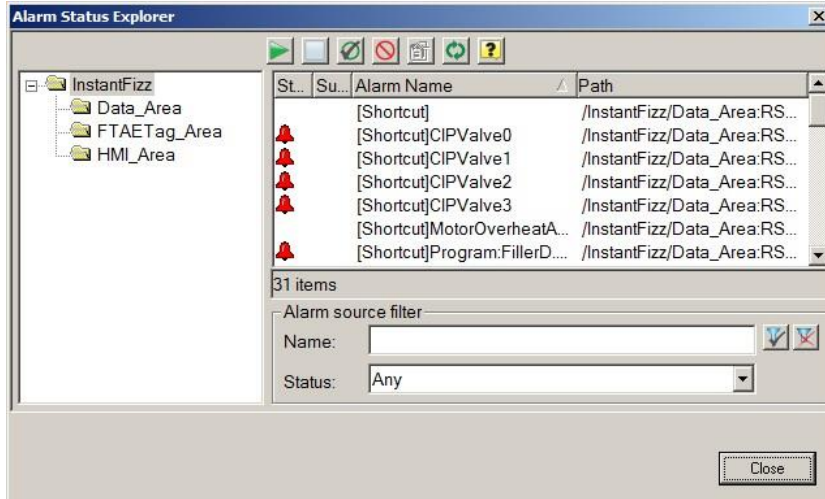 Alarm Status Explorer
InstantFizz
Data_Area
FTAETag_Area
HMI_Area
St... Su... Alarm Name Path
[Shortcut] /InstantFizz/Data_Area:RS...
[Shortcut]CIPValve0 /InstantFizz/Data_Area:RS...
[Shortcut]CIPValve1 /InstantFizz/Data_Area:RS...
[Shortcut]CIPValve2 /InstantFizz/Data_Area:RS...
[Shortcut]CIPValve3 /InstantFizz/Data_Area:RS...
[Shortcut]MotorOverheatA... /InstantFizz/Data_Area:RS...
[Shortcut]Program:FillerD.... /InstantFizz/Data_Area:RS...
31 items
Alarm source filter
Name:
Status: Any
Close